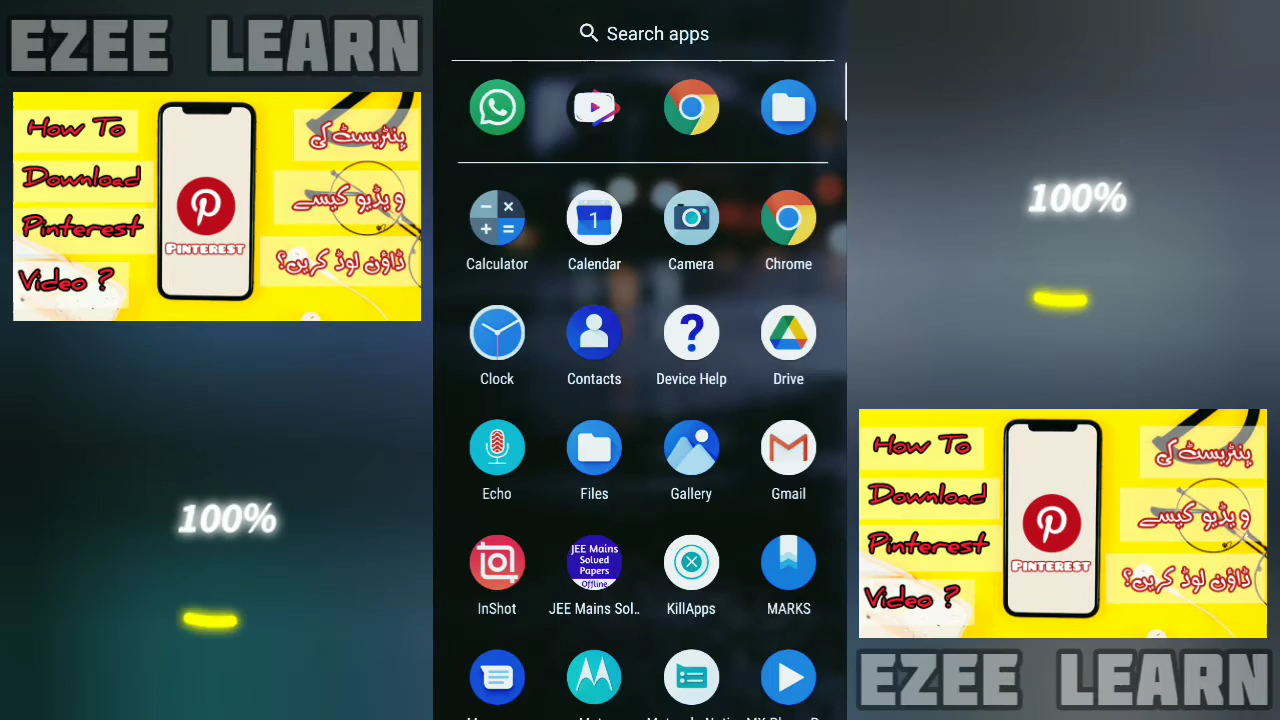 EZEE LEARN
How To
Download
Pinterest
Video ?
PINTEREST
پنٹریسٹ کی
ویڈیو کیسے
ڈاؤن لوڈ کریں؟
100%
Search apps
Calculator
Calendar
Camera
Chrome
Clock
Contacts
Device Help
Drive
Echo
Files
Gallery
Gmail
JEE Mains
Solved
Papers
Offline
InShot
JEE Mains Sol..
KillApps
MARKS
100%
How To
Download
Pinterest
Video ?
PINTEREST
پنٹریسٹ کی
ویڈیو کیسے
ڈاؤن لوڈ کریں؟
EZEE LEARN